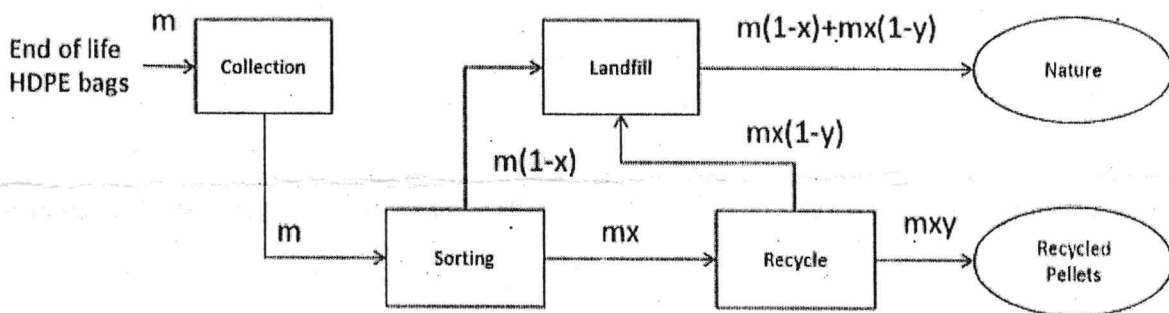 m
m(1-x)+mx(1-y)
End of life
HDPE bags
Collection
Landfill
Nature
m(1-x)
mx(1-y)
m
mx
mxy
Sorting
Recycle
Recycled
Pellets